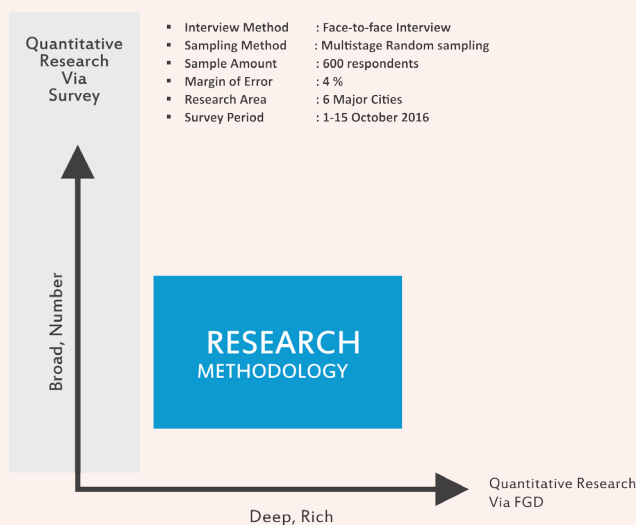 Quantitative
Research
Via
Survey
▪ Interview Method : Face-to-face Interview
▪ Sampling Method : Multistage Random sampling
▪ Sample Amount : 600 respondents
▪ Margin of Error : 4 %
▪ Research Area : 6 Major Cities
▪ Survey Period : 1-15 October 2016
Broad, Number
RESEARCH
METHODOLOGY
Quantitative Research
Via FGD
Deep, Rich